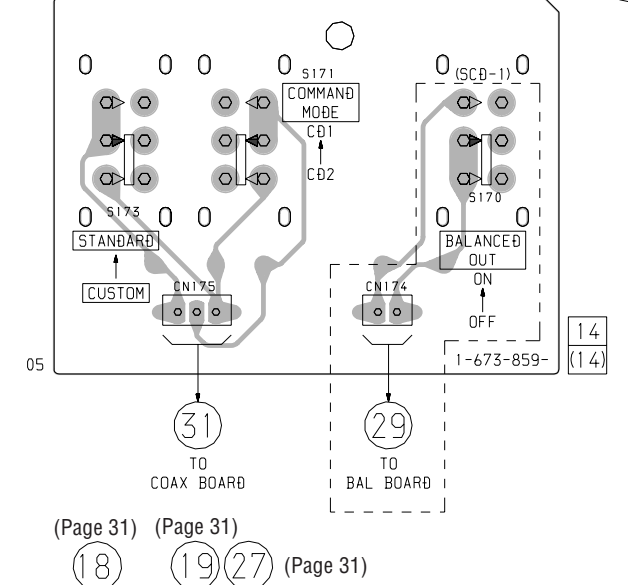 (SCD-1)
S171
COMMAND
MODE
CD1
CD2
S173
S170
STANDARD
BALANCED
OUT
ON
CUSTOM
CN175
CN174
OFF
14
1-673-859-
(14)
05
31
29
TO
COAX BOARD
TO
BAL BOARD
(Page 31)
(Page 31)
18
19
27
(Page 31)